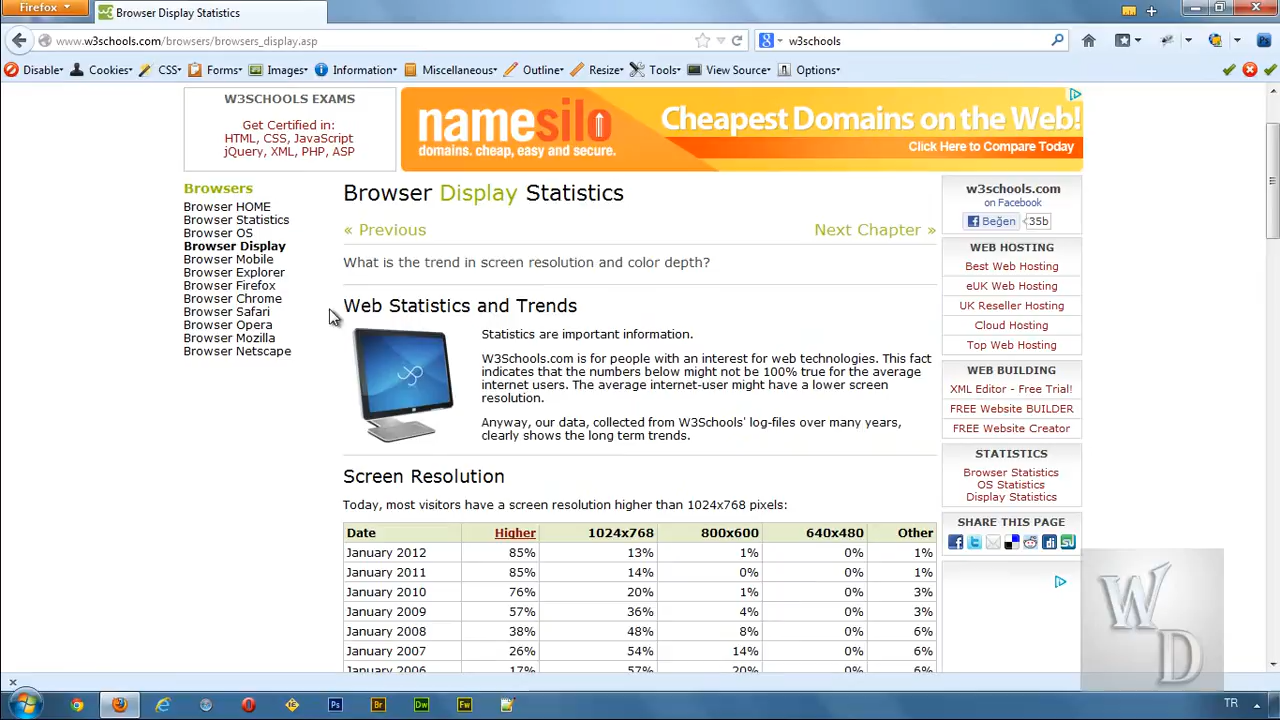 Firefox
Browser Display Statistics
www.w3schools.com/browsers/browsers_display.asp
w3schools
Disable
Cookies
CSS
Forms
Images
Information
Miscellaneous
Outline
Resize
Tools
View Source
Options
W3SCHOOLS EXAMS
Get Certified in:
HTML, CSS, JavaScript
jQuery, XML, PHP, ASP
namesilo
domains. cheap, easy and secure.
Cheapest Domains on the Web!
Click Here to Compare Today
Browsers
Browser HOME
Browser Statistics
Browser OS
Browser Display
Browser Mobile
Browser Explorer
Browser Firefox
Browser Chrome
Browser Safari
Browser Opera
Browser Mozilla
Browser Netscape
Browser Display Statistics
« Previous
Next Chapter »
What is the trend in screen resolution and color depth?
Web Statistics and Trends
Statistics are important information.
W3Schools.com is for people with an interest for web technologies. This fact
indicates that the numbers below might not be 100% true for the average
internet users. The average internet-user might have a lower screen
resolution.
Anyway, our data, collected from W3Schools' log-files over many years,
clearly shows the long term trends.
Screen Resolution
Today, most visitors have a screen resolution higher than 1024x768 pixels:
Date Higher 1024x768 800x600 640x480 Other
January 2012 85% 13% 1% 0% 1%
January 2011 85% 14% 0% 0% 1%
January 2010 76% 20% 1% 0% 3%
January 2009 57% 36% 4% 0% 3%
January 2008 38% 48% 8% 0% 6%
January 2007 26% 54% 14% 0% 6%
January 2006 17% 57% 20% 0% 6%
w3schools.com
on Facebook
Beğen 35b
WEB HOSTING
Best Web Hosting
eUK Web Hosting
UK Reseller Hosting
Cloud Hosting
Top Web Hosting
WEB BUILDING
XML Editor - Free Trial!
FREE Website BUILDER
FREE Website Creator
STATISTICS
Browser Statistics
OS Statistics
Display Statistics
SHARE THIS PAGE
WD
Ps
Br
Dw
Fw
TR